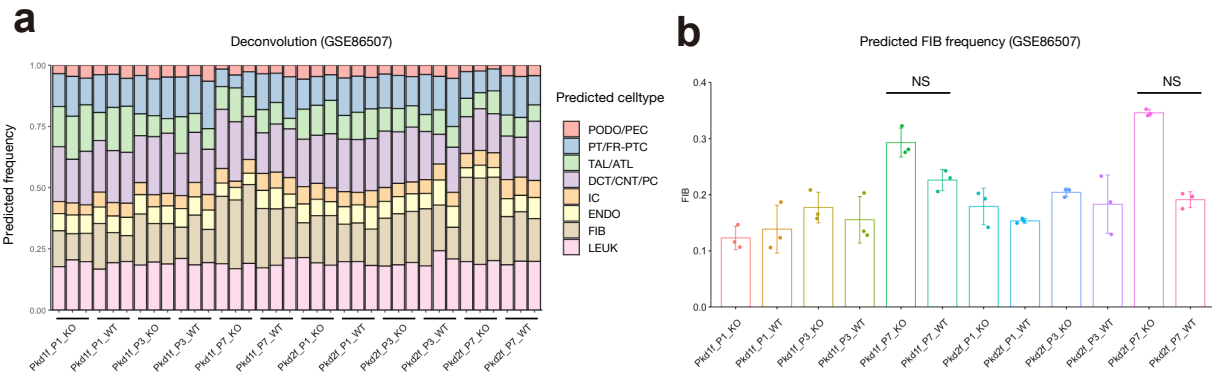 a
Deconvolution (GSE86507)
Predicted frequency
1.00
0.75
0.50
0.25
0.00
Pkd1f_P1_KO
Pkd1f_P1_WT
Pkd1f_P3_KO
Pkd1f_P3_WT
Pkd1f_P7_KO
Pkd1f_P7_WT
Pkd2f_P1_KO
Pkd2f_P1_WT
Pkd2f_P3_KO
Pkd2f_P3_WT
Pkd2f_P7_KO
Pkd2f_P7_WT
Predicted celltype
PODO/PEC
PT/FR-PTC
TAL/ATL
DCT/CNT/PC
IC
ENDO
FIB
LEUK
b
Predicted FIB frequency (GSE86507)
FIB
0.4
0.3
0.2
0.1
0.0
NS
NS
Pkd1f_P1_KO
Pkd1f_P1_WT
Pkd1f_P3_KO
Pkd1f_P3_WT
Pkd1f_P7_KO
Pkd1f_P7_WT
Pkd2f_P1_KO
Pkd2f_P1_WT
Pkd2f_P3_KO
Pkd2f_P3_WT
Pkd2f_P7_KO
Pkd2f_P7_WT